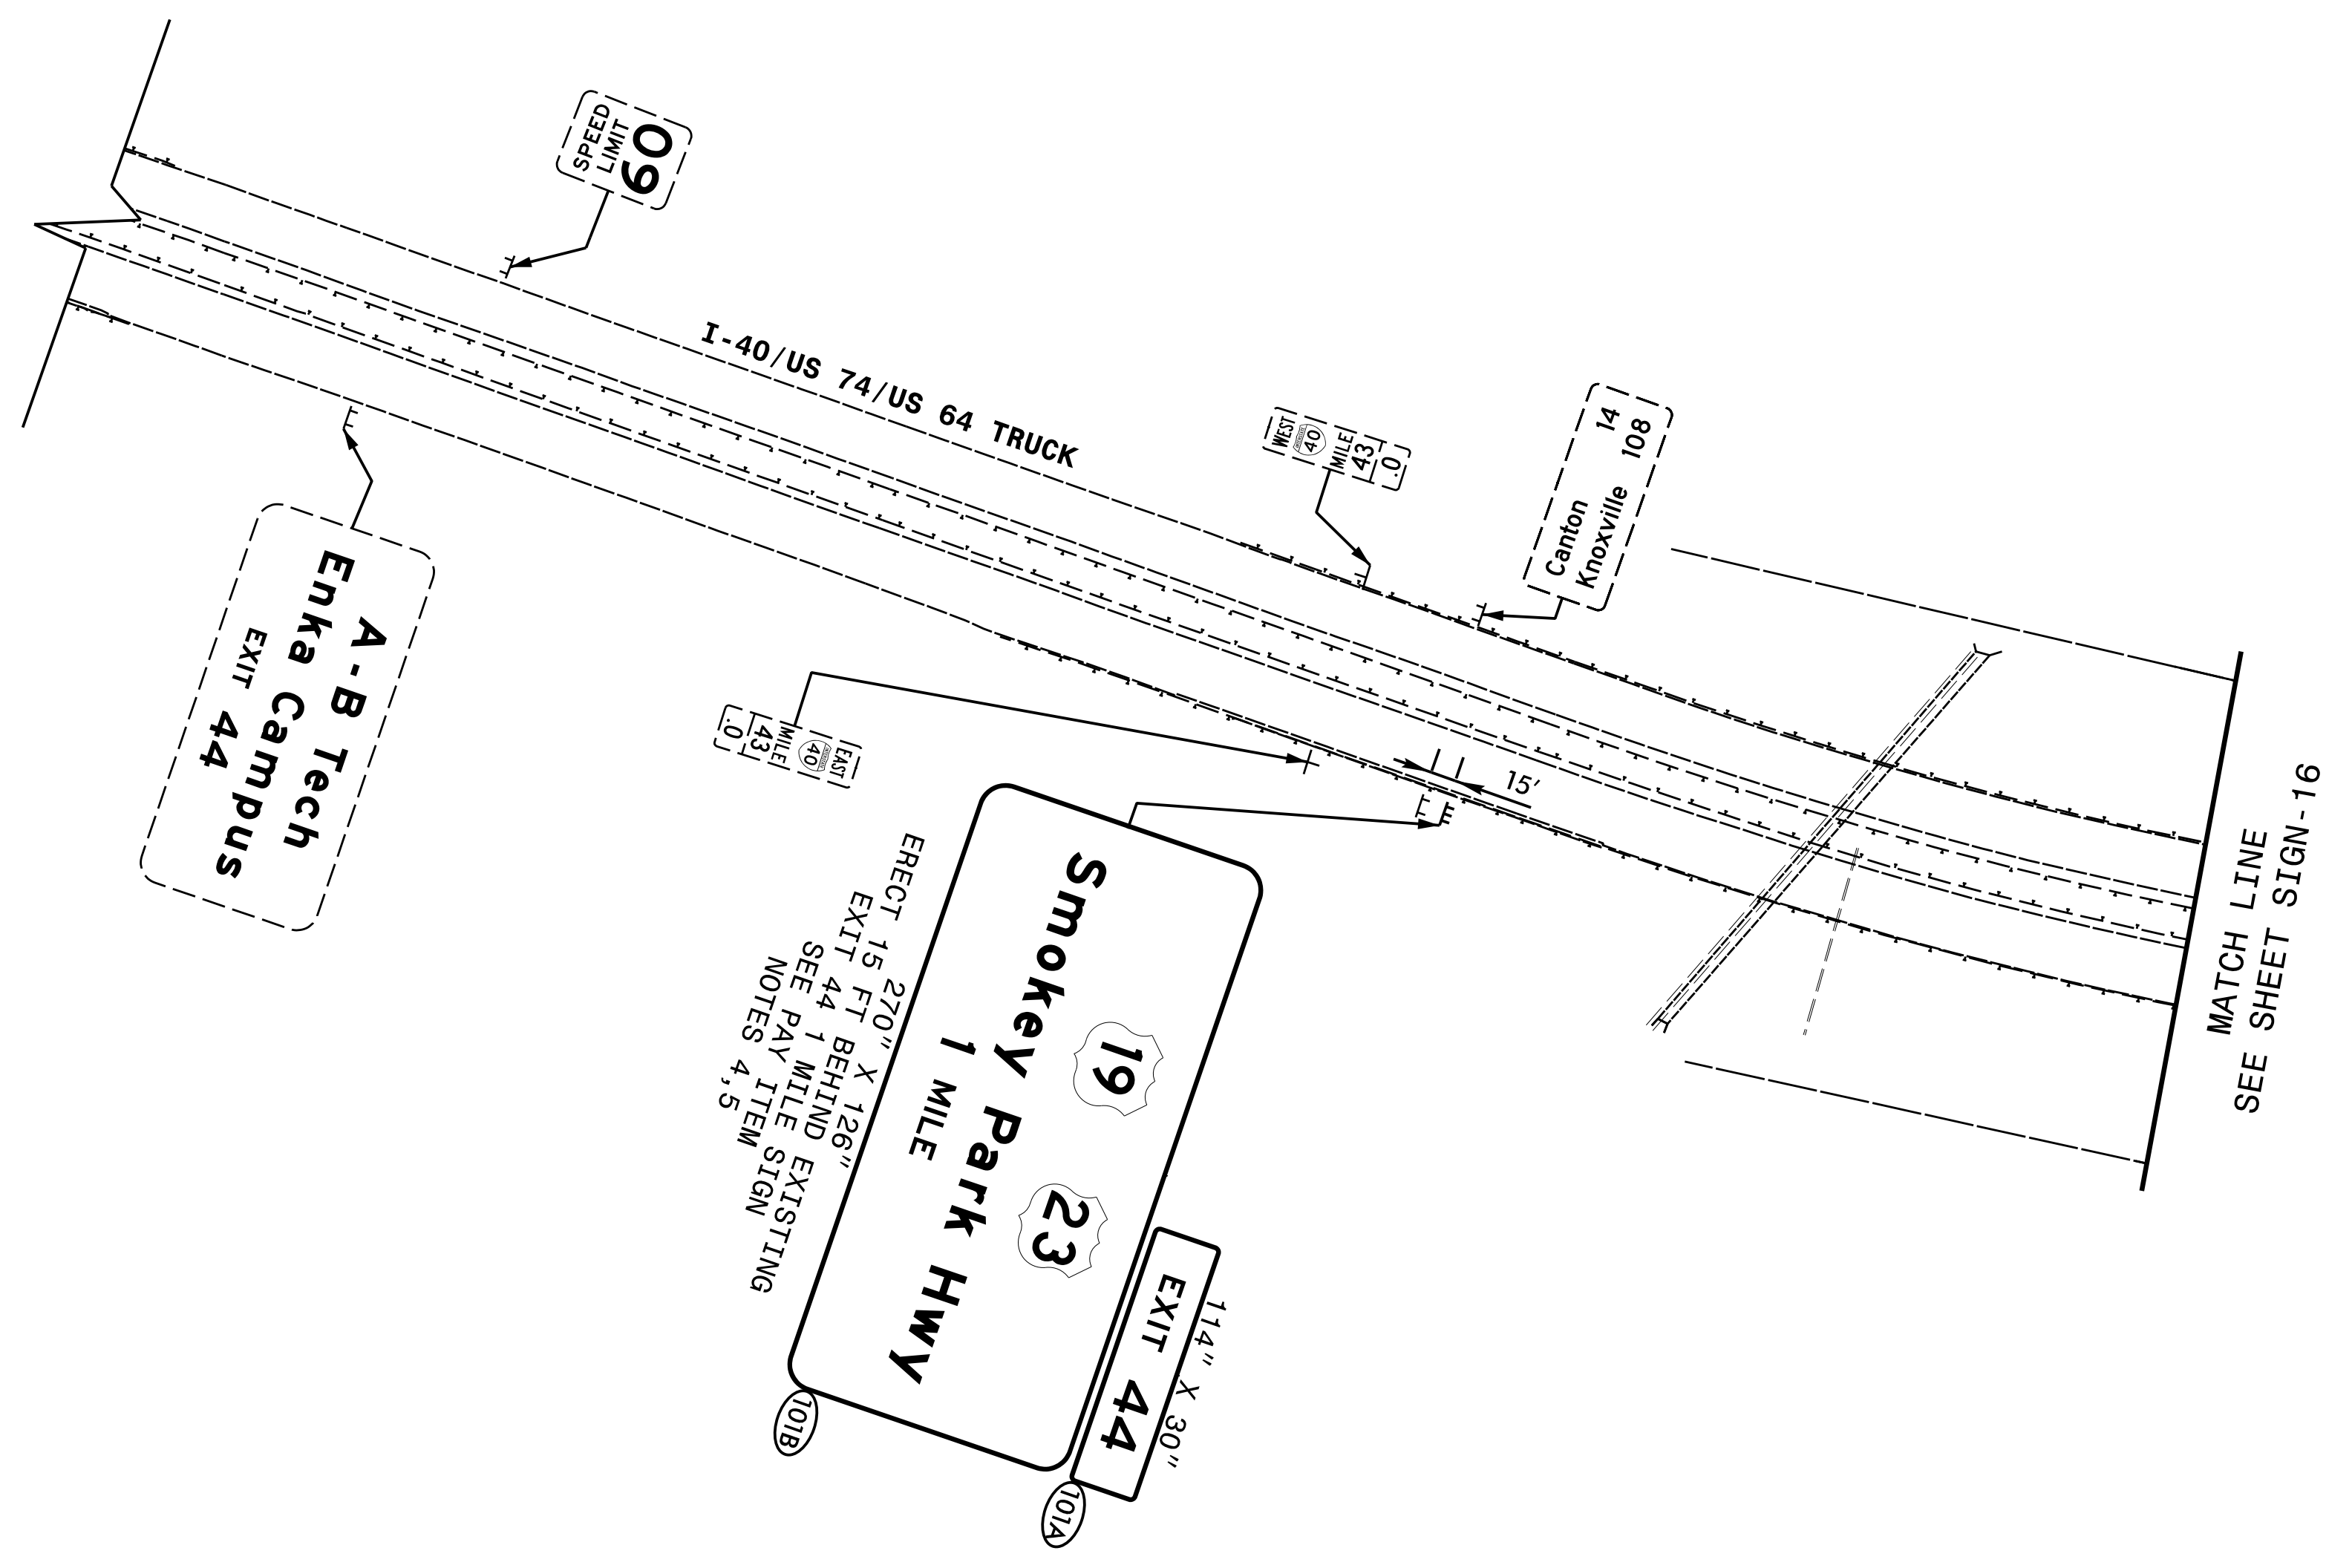 SPEED
LIMIT
60
I-40/US 74/US 64 TRUCK
WEST
40
MILE
43
.0
Canton 14
Knoxville 108
A-B Tech
Enka Campus
EXIT 44
EAST
40
MILE
43
.0
15'
114" X 30"
EXIT 44
101A
19 23
Smokey Park Hwy
1 MILE
101B
270" X 126"
ERECT 15 FT BEHIND EXISTING
EXIT 44 1 MILE SIGN
SEE PAY ITEM
NOTES 4,5
MATCH LINE
SEE SHEET SIGN-16